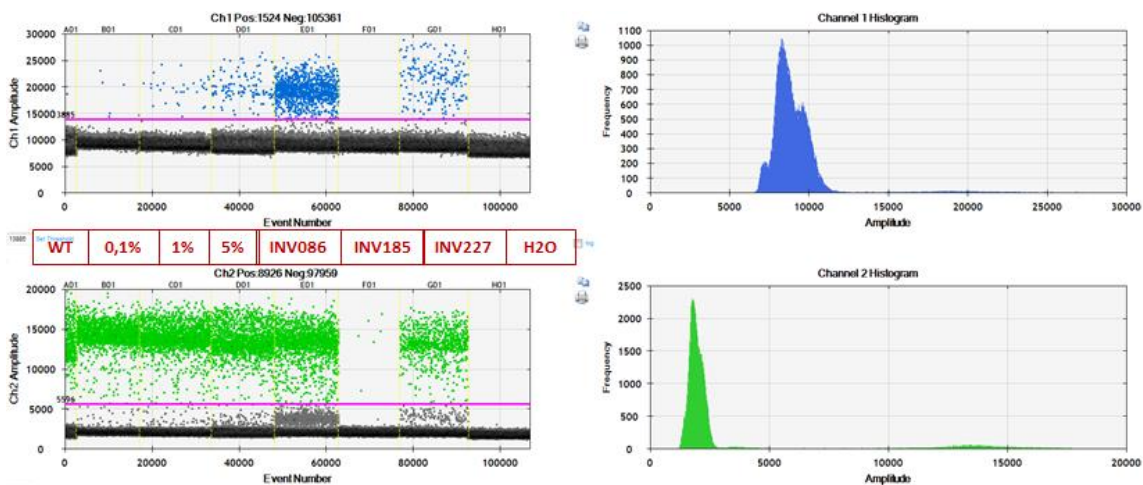 Ch1 Pos:1524 Neg:105361
A01 B01 C01 D01 E01 F01 G01 H01
30000
25000
20000
15000
13885
10000
5000
0
Ch1 Amplitude
0 20000 40000 60000 80000 100000
Event Number
Channel 1 Histogram
1100
1000
900
800
700
600
500
400
300
200
100
0
Frequency
0 5000 10000 15000 20000 25000 30000
Amplitude
13885 Set Threshold
WT 0,1% 1% 5% INV086 INV185 INV227 H2O
Ch2 Pos:8926 Neg:97959
A01 B01 C01 D01 E01 F01 G01 H01
20000
15000
10000
5596
5000
0
Ch2 Amplitude
0 20000 40000 60000 80000 100000
Event Number
Channel 2 Histogram
2500
2000
1500
1000
500
0
Frequency
0 5000 10000 15000 20000
Amplitude